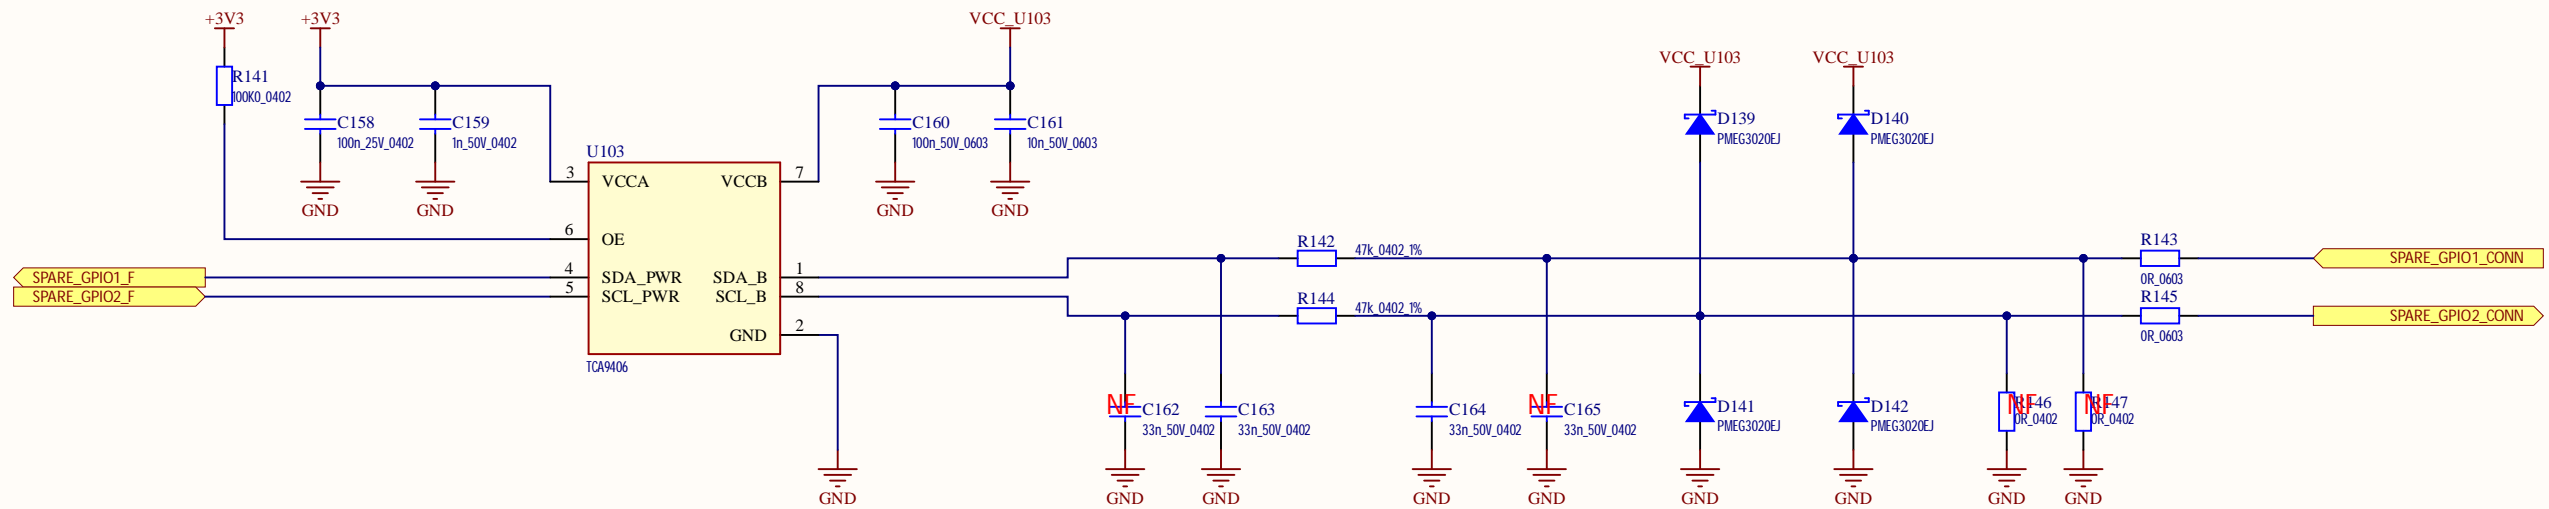 +3V3
+3V3
VCC_U103
R141
100K0_0402
C158
100n_25V_0402
C159
1n_50V_0402
C160
100n_50V_0603
C161
10n_50V_0603
GND
GND
GND
GND
VCC_U103
VCC_U103
D139
PMEG3020EJ
D140
PMEG3020EJ
U103
3
VCCA
VCCB
7
6
OE
4
SDA_PWR
SDA_B
1
5
SCL_PWR
SCL_B
8
GND
2
TCA9406
SPARE_GPIO1_F
SPARE_GPIO2_F
R142
47k_0402_1%
R144
47k_0402_1%
R143
0R_0603
R145
0R_0603
SPARE_GPIO1_CONN
SPARE_GPIO2_CONN
NF
C162
33n_50V_0402
C163
33n_50V_0402
C164
33n_50V_0402
NF
C165
33n_50V_0402
D141
PMEG3020EJ
D142
PMEG3020EJ
R146
NF
0R_0402
R147
NF
0R_0402
GND
GND
GND
GND
GND
GND
GND
GND
GND